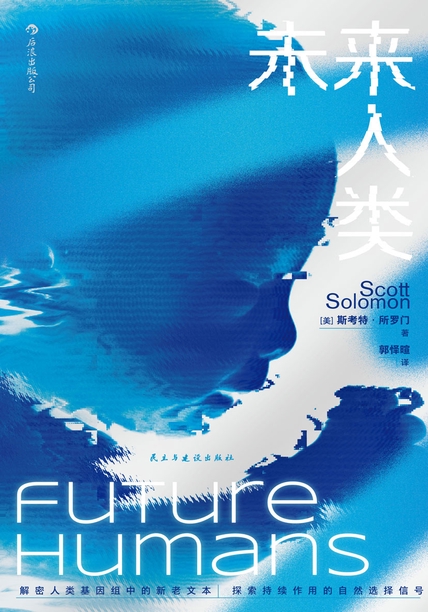 后浪出版公司
未来
人
类
Scott
Solomon
[美] 斯考特·所罗门
著
郭怿暄
译
民主与建设出版社
Future
Humans
解密人类基因组中的新老文本 | 探索持续作用的自然选择信号